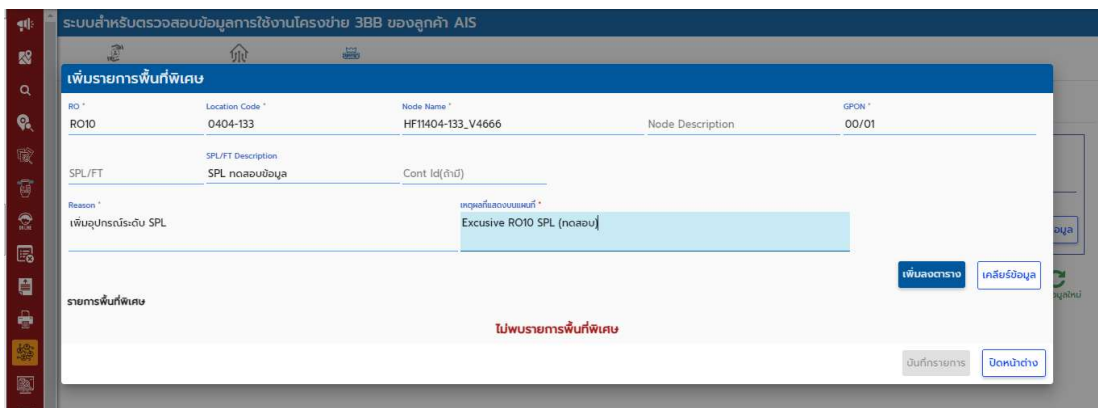 ระบบสำหรับตรวจสอบข้อมูลการใช้งานโครงข่าย 3BB ของลูกค้า AIS
เพิ่มรายการพื้นที่พิเศษ
RO * Location Code * Node Name * GPON *
RO10 0404-133 HF11404-133_V4666 Node Description 00/01
SPL/FT Description
SPL/FT SPL ทดสอบข้อมูล Cont Id(ถ้ามี)
Reason * เหตุผลที่แสดงบนแผนที่ *
เพิ่มอุปกรณ์ระดับ SPL Excusive RO10 SPL (ทดสอบ)
อมูล
เพิ่มลงตาราง เคลียร์ข้อมูล
อมูลใหม่
รายการพื้นที่พิเศษ
ไม่พบรายการพื้นที่พิเศษ
บันทึกรายการ ปิดหน้าต่าง